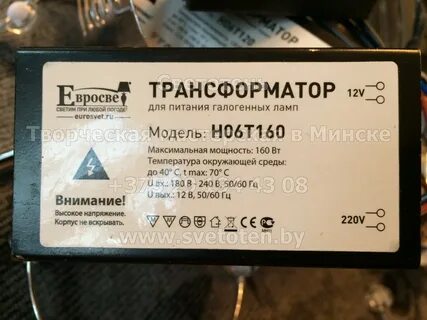 H06T120
Евросвет
СВЕТИМ ПРИ ЛЮБОЙ ПОГОДЕ!
eurosvet.ru
ТРАНСФОРМАТОР
для питания галогенных ламп
12V
Творческая в Минске
Модель: H06T160
Максимальная мощность: 160 Вт
Температура окружающей среды:
до 40° C, t max: 70° C
U вх.: 180 В - 240 В, 50/60 Гц
U вых.: 12 В, 50/60 Гц
Внимание!
Высокое напряжение.
Корпус не вскрывать.
220V
www.svetoten.by